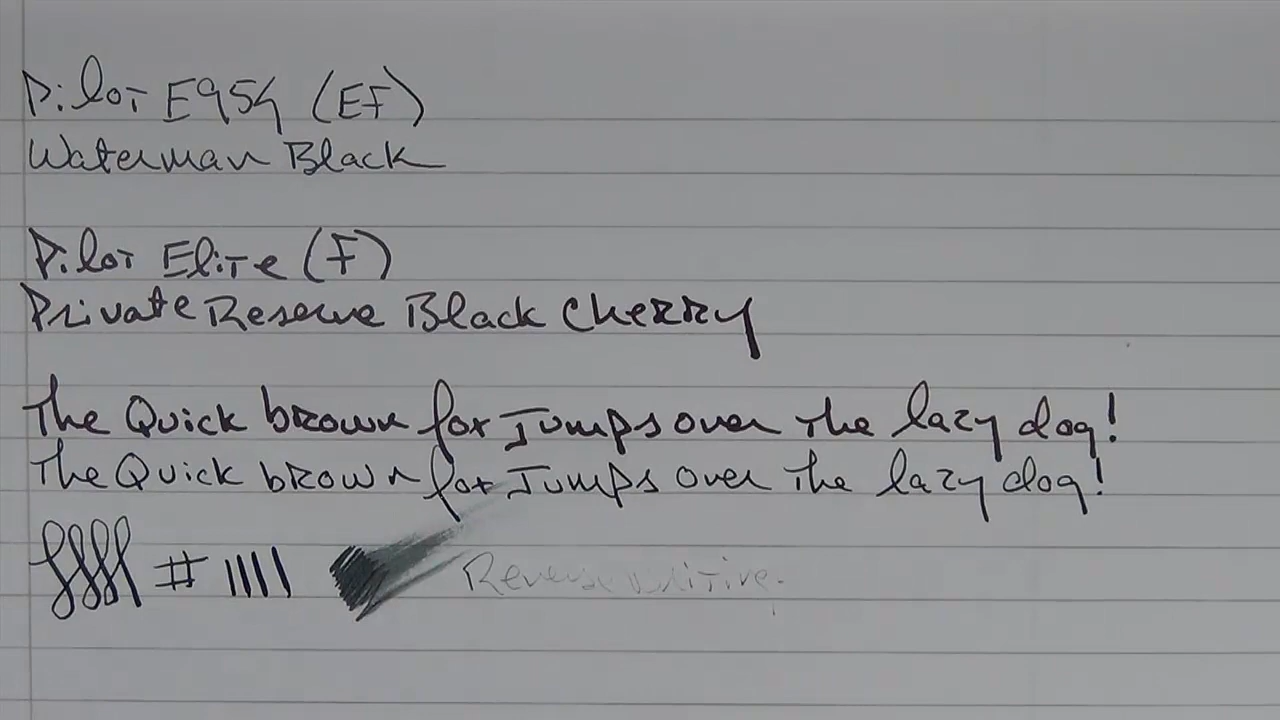 Pilot E95S (EF)
Waterman Black
Pilot Elite (F)
Private Reserve Black Cherry
The Quick brown fox Jumps over the lazy dog!
The Quick brown fox Jumps over the lazy dog!
# ||||
Reverse Writing.